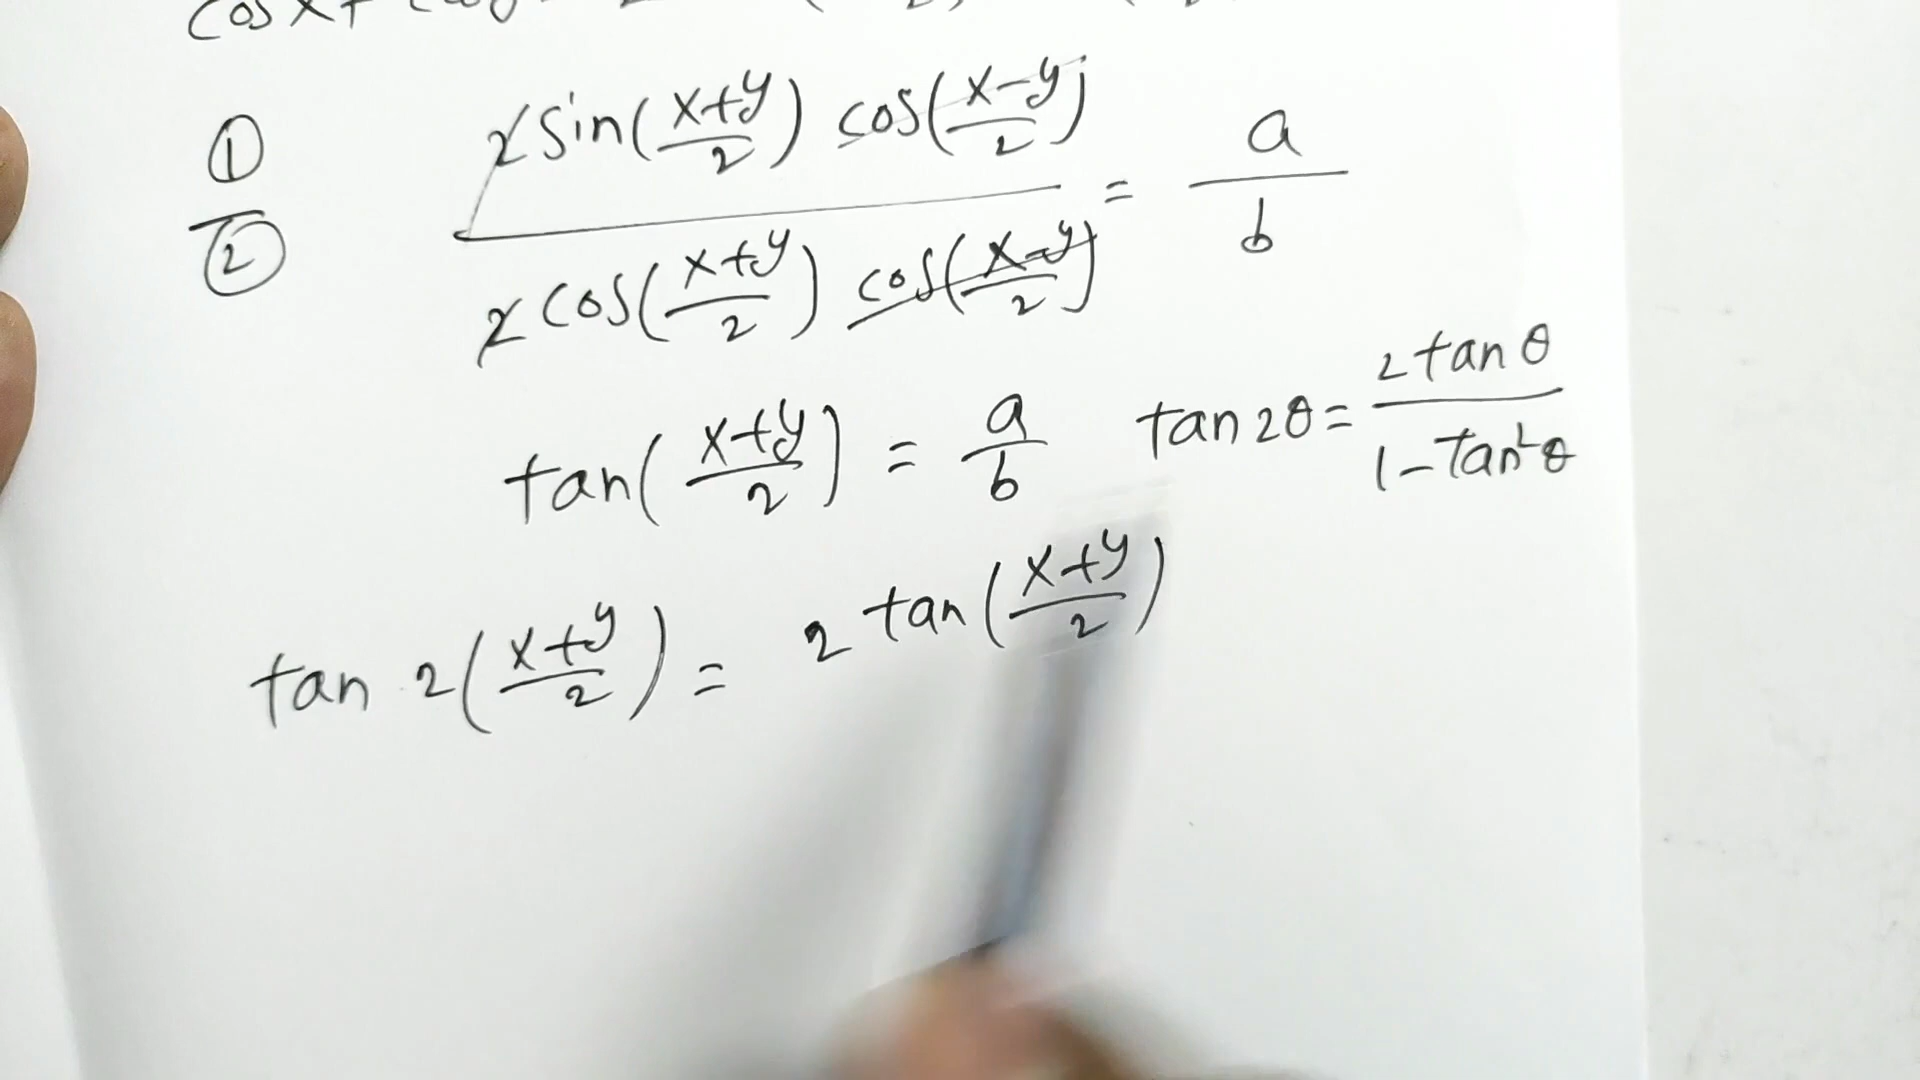 cos x +
① / ② 2 sin((x+y)/2) cos((x-y)/2) / 2 cos((x+y)/2) cos((x-y)/2) = a/b
tan((x+y)/2) = a/b tan 2θ = 2 tan θ / 1 - tan²θ
tan 2((x+y)/2) = 2 tan((x+y)/2)